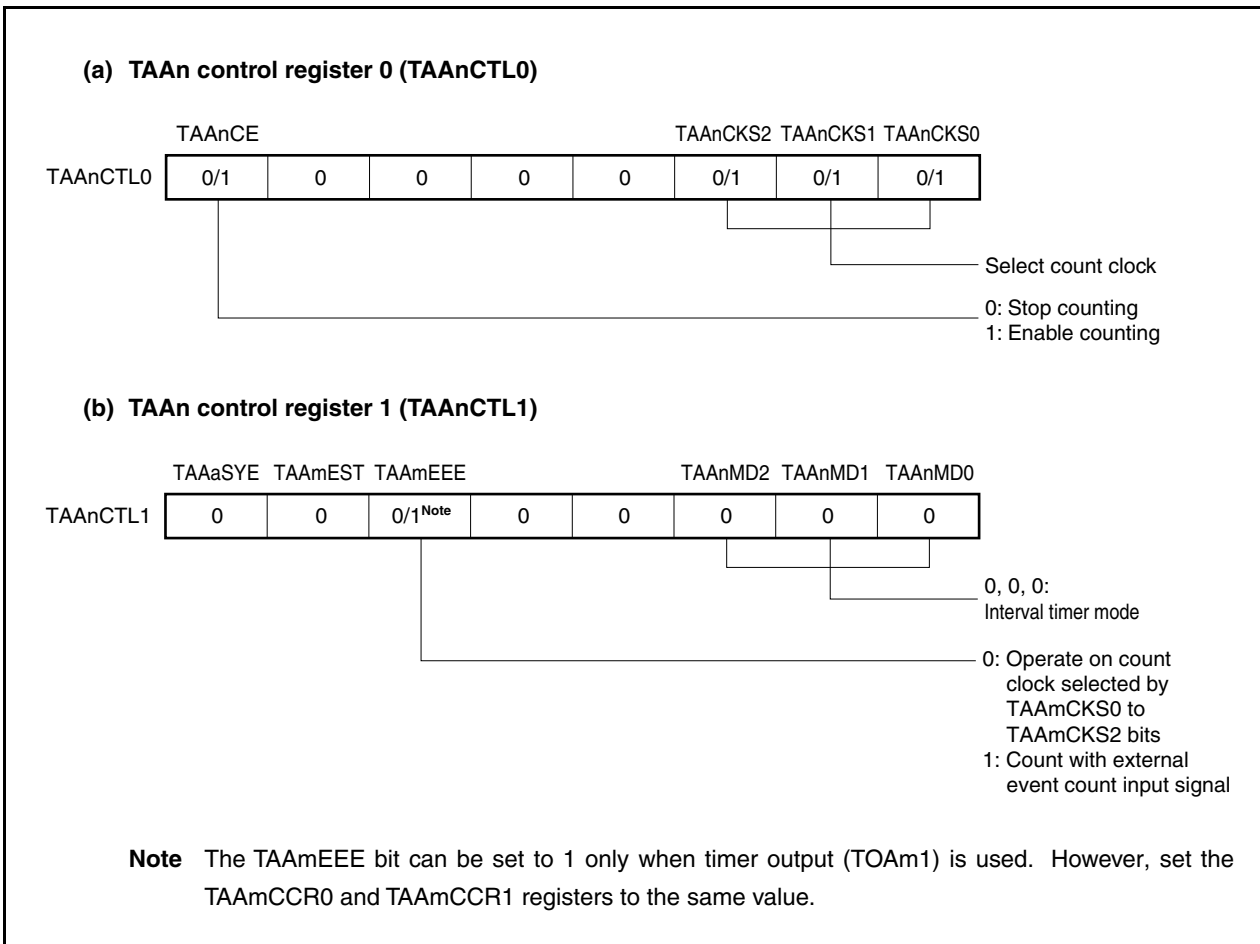 (a) TAAn control register 0 (TAAnCTL0)
TAAnCE TAAnCKS2 TAAnCKS1 TAAnCKS0
TAAnCTL0 0/1 0 0 0 0 0/1 0/1 0/1
Select count clock
0: Stop counting
1: Enable counting
(b) TAAn control register 1 (TAAnCTL1)
TAAaSYE TAAmEST TAAmEEE TAAnMD2 TAAnMD1 TAAnMD0
TAAnCTL1 0 0 0/1Note 0 0 0 0 0
0, 0, 0:
Interval timer mode
0: Operate on count
clock selected by
TAAmCKS0 to
TAAmCKS2 bits
1: Count with external
event count input signal
Note The TAAmEEE bit can be set to 1 only when timer output (TOAm1) is used. However, set the
TAAmCCR0 and TAAmCCR1 registers to the same value.